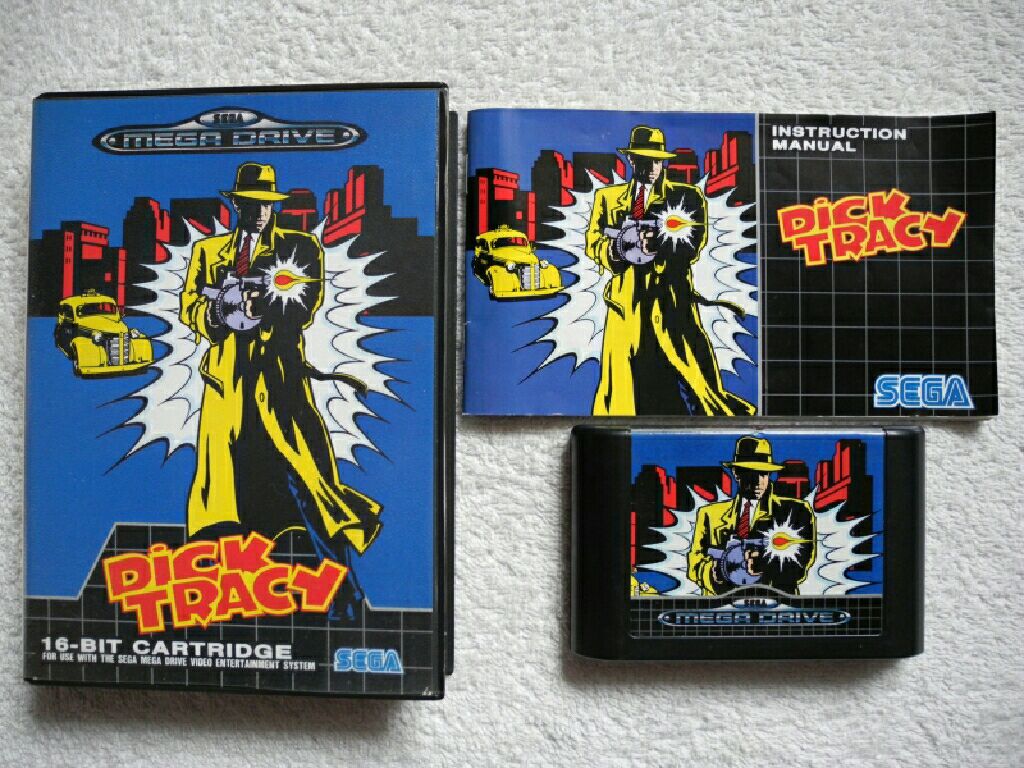 SEGA
MEGA DRIVE
DICK
TRACY
16-BIT CARTRIDGE
FOR USE WITH THE SEGA MEGA DRIVE VIDEO ENTERTAINMENT SYSTEM
SEGA
INSTRUCTION
MANUAL
DICK
TRACY
SEGA
SEGA
MEGA DRIVE